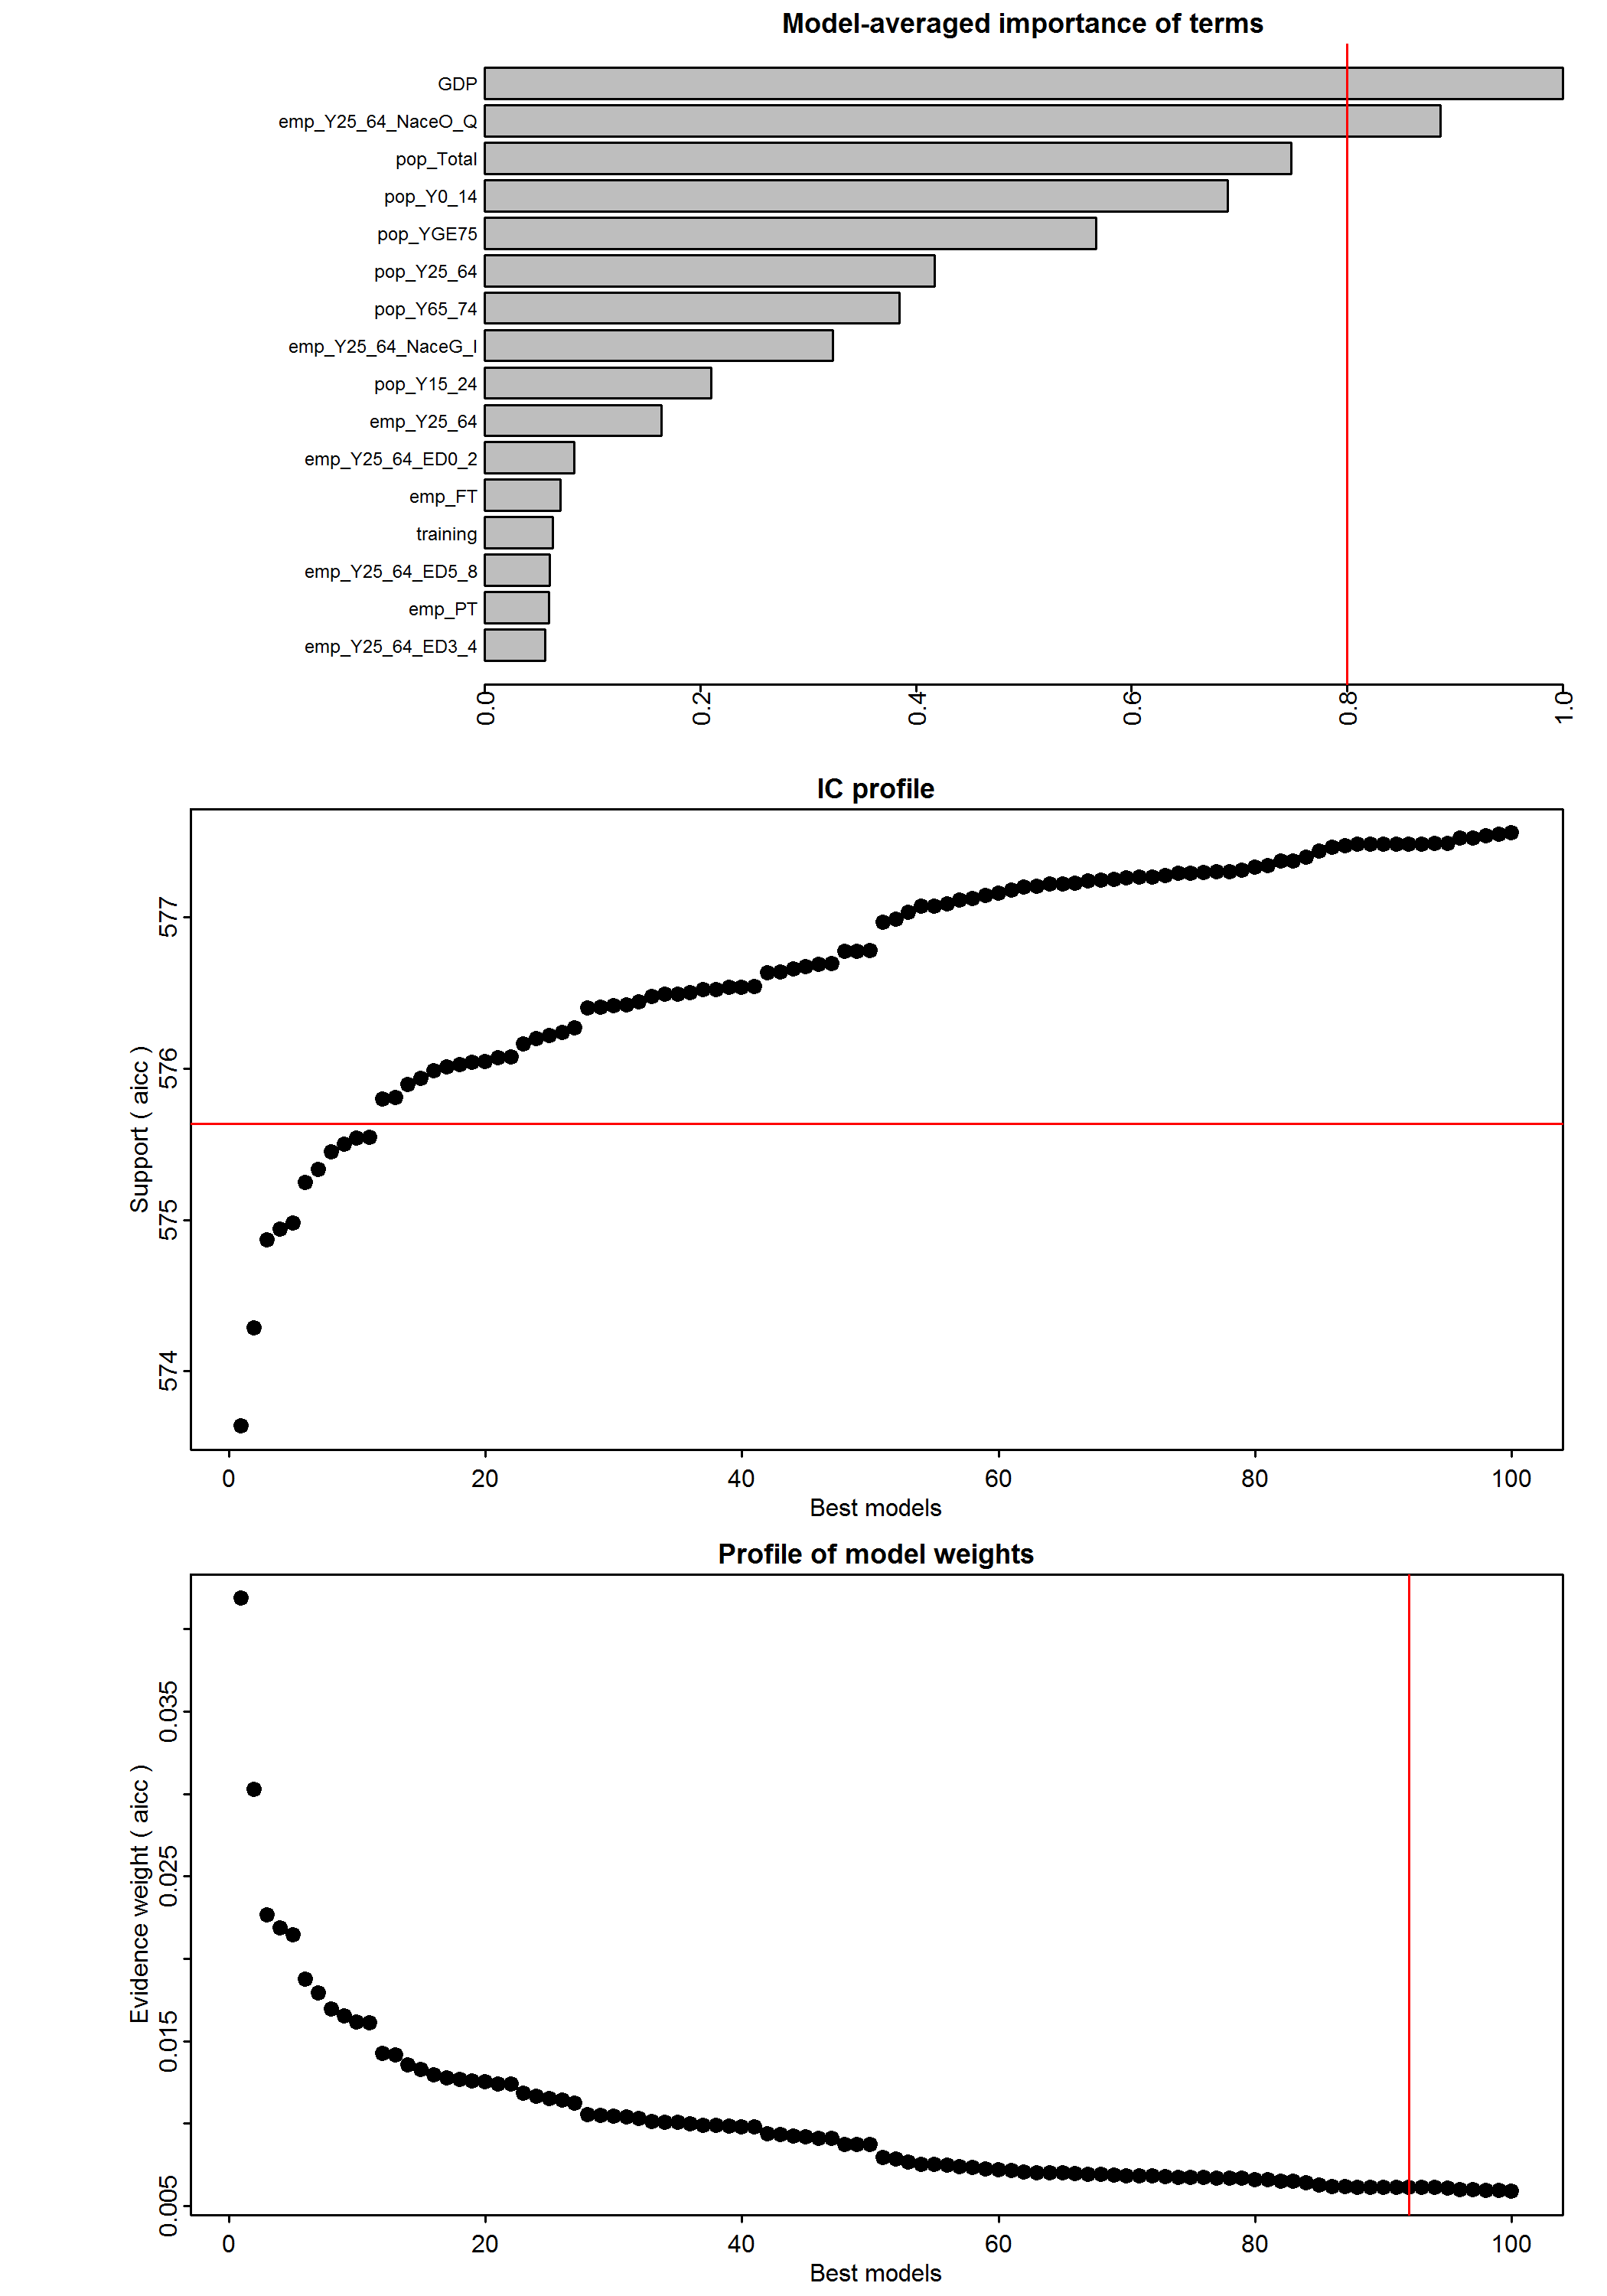 Model-averaged importance of terms
GDP
emp_Y25_64_NaceO_Q
pop_Total
pop_Y0_14
pop_YGE75
pop_Y25_64
pop_Y65_74
emp_Y25_64_NaceG_I
pop_Y15_24
emp_Y25_64
emp_Y25_64_ED0_2
emp_FT
training
emp_Y25_64_ED5_8
emp_PT
emp_Y25_64_ED3_4
0.0 0.2 0.4 0.6 0.8 1.0
IC profile
Support ( aicc )
577
576
575
574
0 20 40 60 80 100
Best models
Profile of model weights
Evidence weight ( aicc )
0.035
0.025
0.015
0.005
0 20 40 60 80 100
Best models